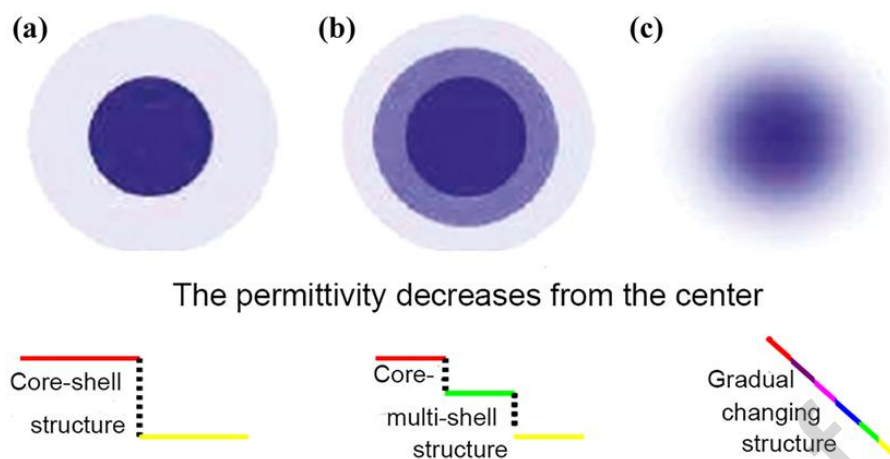 (a)
(b)
(c)
The permittivity decreases from the center
Core-shell
structure
Core-
multi-shell
structure
Gradual
changing
structure